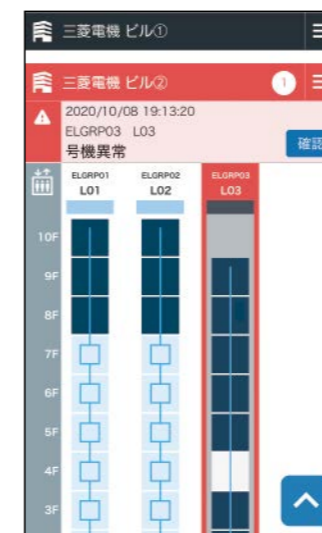 三菱電機 ビル①
三菱電機 ビル②
1
2020/10/08 19:13:20
ELGRP03 L03
号機異常
確認
ELGRP01
L01
ELGRP02
L02
ELGRP03
L03
10F
9F
8F
7F
6F
5F
4F
3F